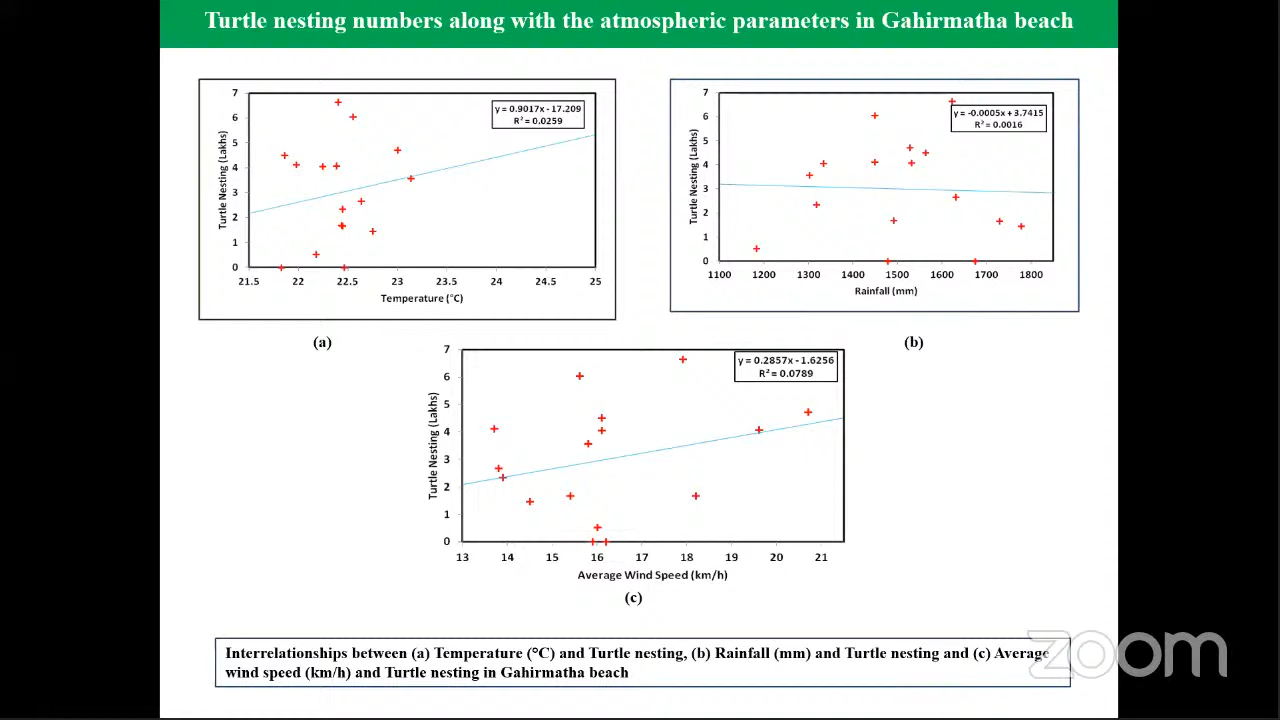 Turtle nesting numbers along with the atmospheric parameters in Gahirmatha beach
y = 0.9017x - 17.209
R² = 0.0259
Turtle Nesting (Lakhs)
7
6
5
4
3
2
1
0
21.5 22 22.5 23 23.5 24 24.5 25
Temperature (°C)
(a)
y = -0.0005x + 3.7415
R² = 0.0016
Turtle Nesting (Lakhs)
7
6
5
4
3
2
1
0
1100 1200 1300 1400 1500 1600 1700 1800
Rainfall (mm)
(b)
y = 0.2857x - 1.6256
R² = 0.0789
Turtle Nesting (Lakhs)
7
6
5
4
3
2
1
0
13 14 15 16 17 18 19 20 21
Average Wind Speed (km/h)
(c)
Interrelationships between (a) Temperature (°C) and Turtle nesting, (b) Rainfall (mm) and Turtle nesting and (c) Average
wind speed (km/h) and Turtle nesting in Gahirmatha beach
zoom